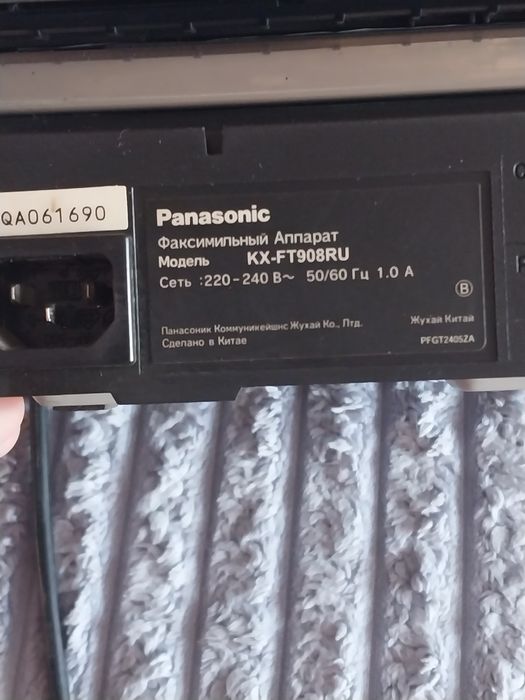 QA061690
Panasonic
Факсимильный Аппарат
Модель KX-FT908RU
Сеть :220-240 В~ 50/60 Гц 1.0 А
B
Панасоник Коммуникейшнс Жухай Ко., Лтд. Жухай Китай
Сделано в Китае PFGT2405ZA